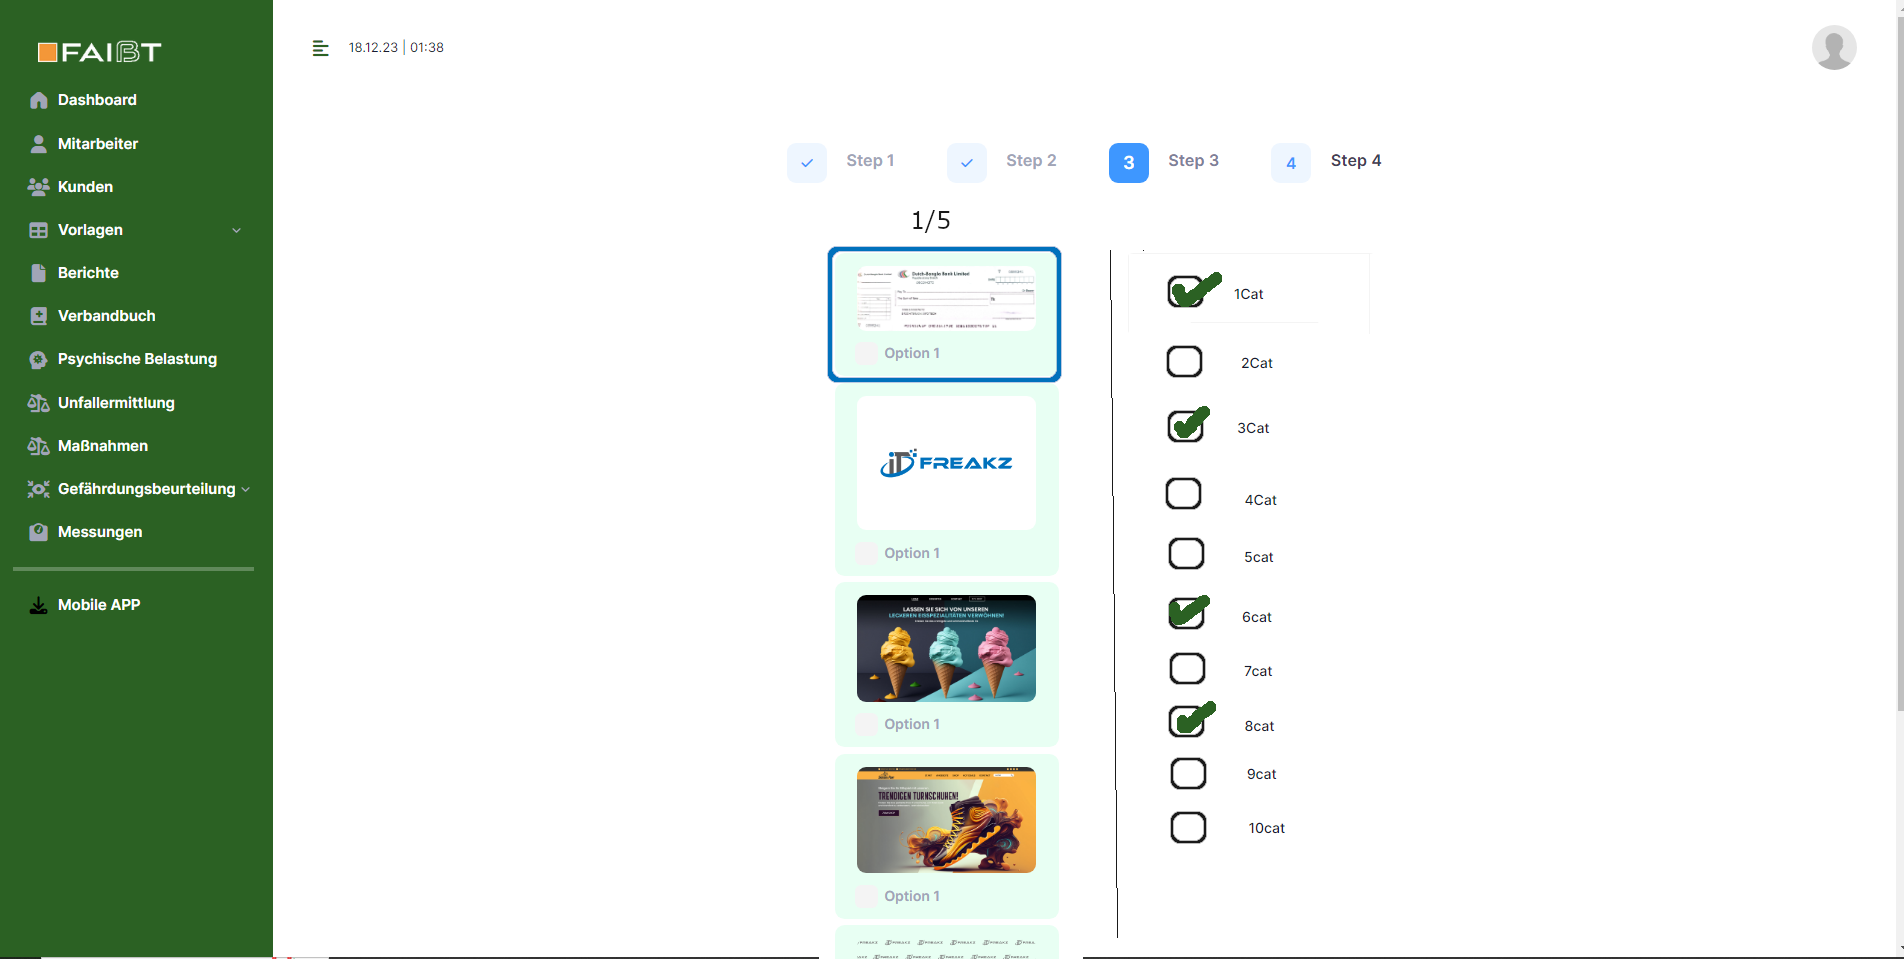 FAIBT
18.12.23 | 01:38
Dashboard
Mitarbeiter
Kunden
Vorlagen
Berichte
Verbandbuch
Psychische Belastung
Unfallermittlung
Maßnahmen
Gefährdungsbeurteilung
Messungen
Mobile APP
Step 1
Step 2
3 Step 3
4 Step 4
1/5
Dutch-Bangla Bank Limited
Option 1
iT FREAKZ
Option 1
LASSEN SIE SICH VON UNSEREN
LECKEREN EISSPEZIALITÄTEN VERWÖHNEN!
Option 1
TRENDIGEN TURNSCHUHEN!
Option 1
1Cat
2Cat
3Cat
4Cat
5cat
6cat
7cat
8cat
9cat
10cat